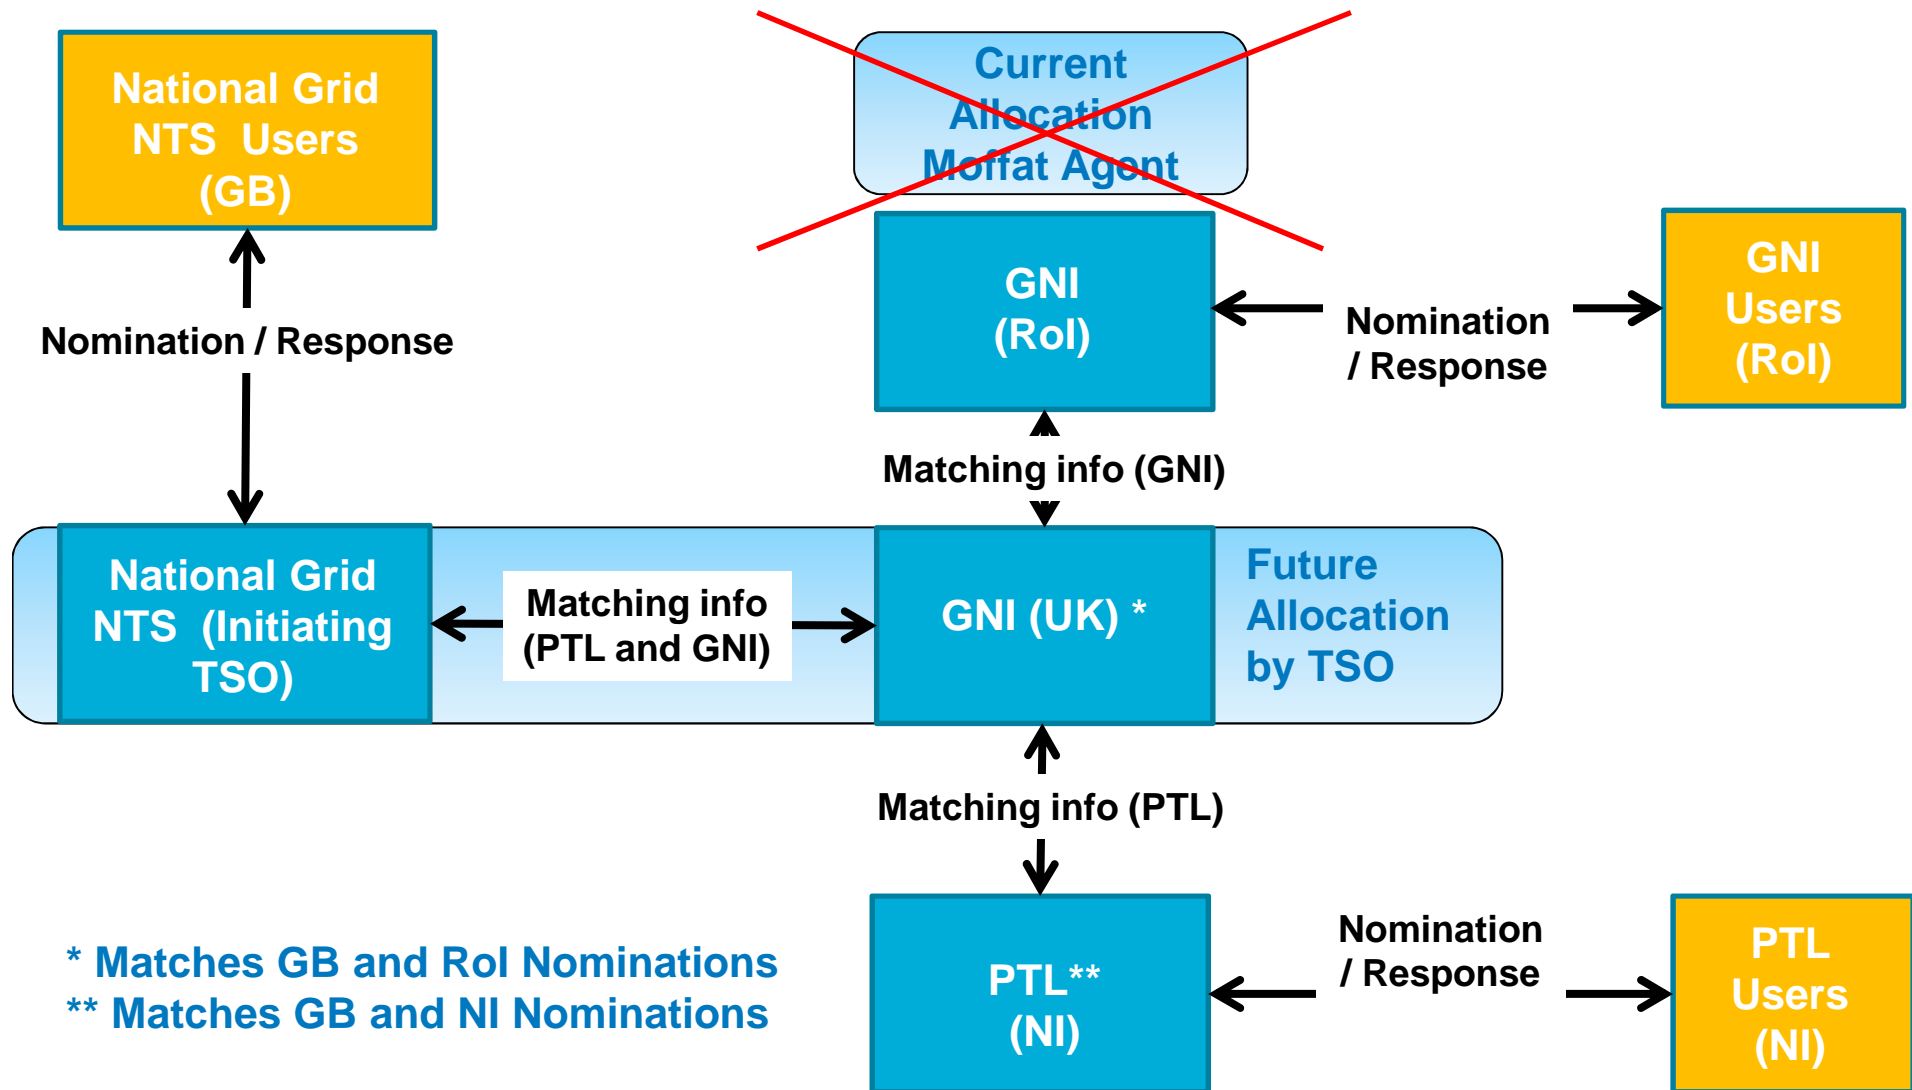 National Grid
NTS Users
(GB)
Current
Allocation
Moffat Agent
GNI
(RoI)
Nomination
/ Response
GNI
Users
(RoI)
Nomination / Response
Matching info (GNI)
National Grid
NTS (Initiating
TSO)
Matching info
(PTL and GNI)
GNI (UK) *
Future
Allocation
by TSO
Matching info (PTL)
* Matches GB and RoI Nominations
** Matches GB and NI Nominations
PTL**
(NI)
Nomination
/ Response
PTL
Users
(NI)